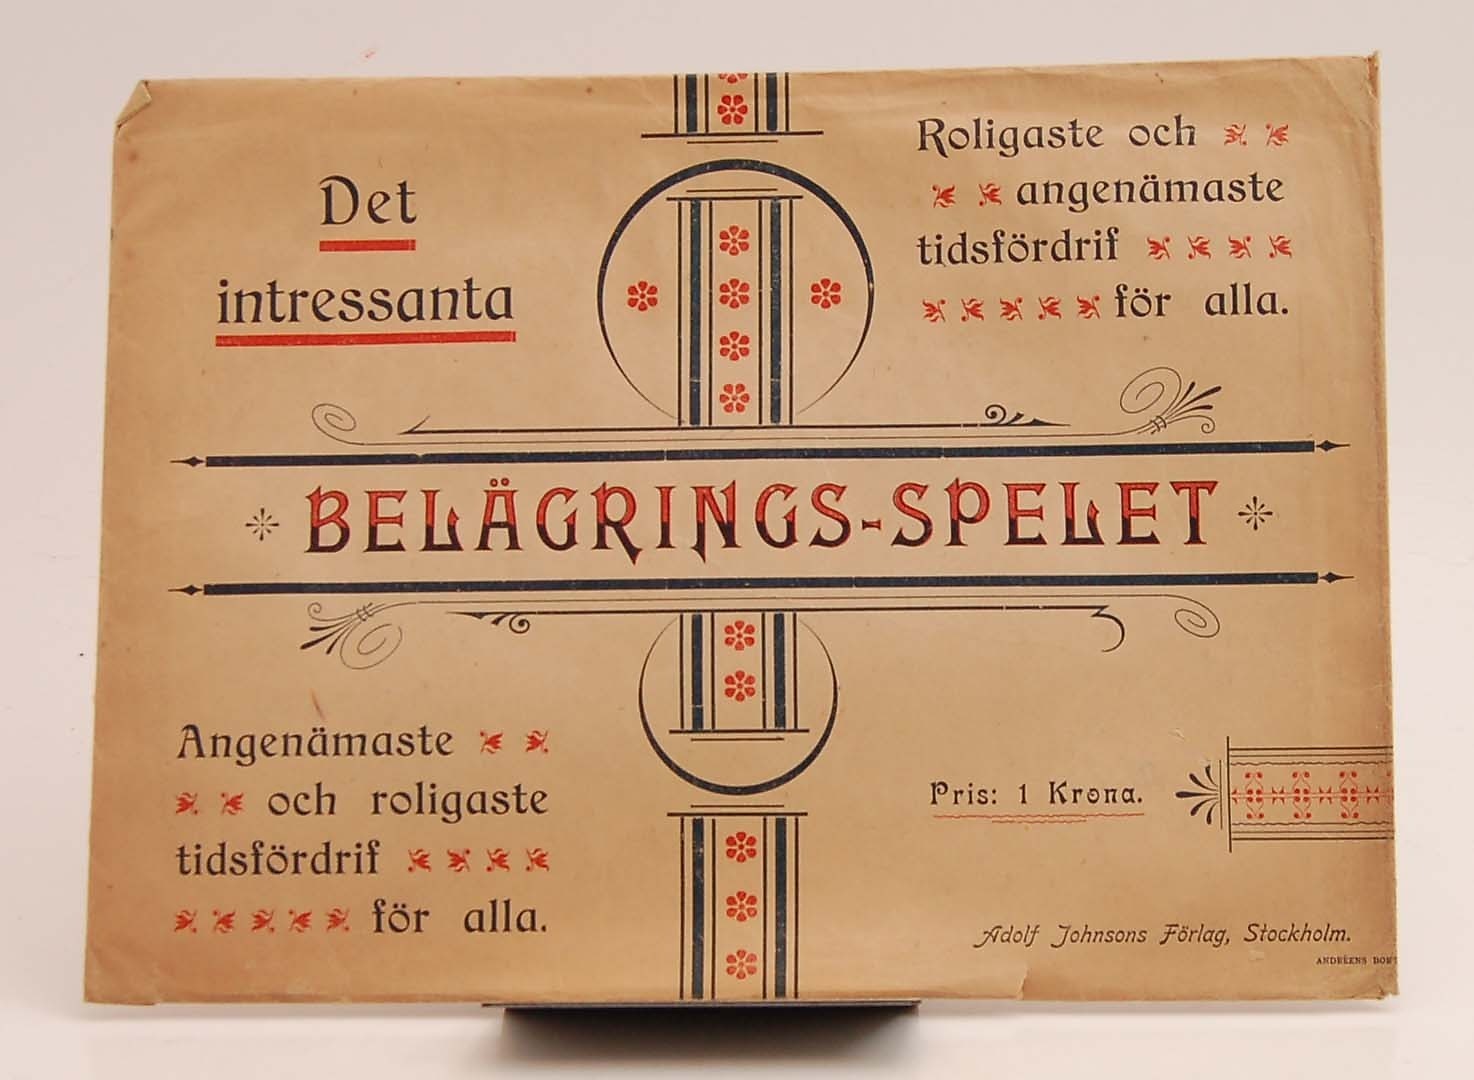 Det
intressanta
Roligaste och
angenämaste
tidsfördrif
för alla.
BELÄGRINGS-SPELET
Angenämaste
och roligaste
tidsfördrif
för alla.
Pris: 1 Krona.
Adolf Johnsons Förlag, Stockholm.
ANDRÉENS